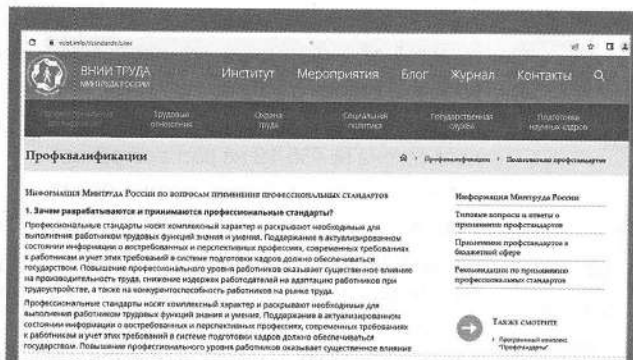 vcot.info/standards/uses
ВНИИ ТРУДА
МИНТРУДА РОССИИ
Институт Мероприятия Блог Журнал Контакты
Трудовые отношения
Охрана труда
Социальная политика
Государственная служба
Подготовка научных кадров
Профквалификации
Профквалификации › Пользователям профстандартов
Информация Минтруда России по вопросам применения профессиональных стандартов
1. Зачем разрабатываются и принимаются профессиональные стандарты?
Профессиональные стандарты носят комплексный характер и раскрывают необходимые для
выполнения работником трудовых функций знания и умения. Поддержание в актуализированном
состоянии информации о востребованных и перспективных профессиях, современных требованиях
к работникам и учет этих требований в системе подготовки кадров должно обеспечиваться
государством. Повышение профессионального уровня работников оказывает существенное влияние
на производительность труда, снижение издержек работодателей на адаптацию работников при
трудоустройстве, а также на конкурентоспособность работников на рынке труда.
Профессиональные стандарты носят комплексный характер и раскрывают необходимые для
выполнения работником трудовых функций знания и умения. Поддержание в актуализированном
состоянии информации о востребованных и перспективных профессиях, современных требованиях
к работникам и учет этих требований в системе подготовки кадров должно обеспечиваться
государством. Повышение профессионального уровня работников оказывает существенное влияние
Информация Минтруда России
Типовые вопросы и ответы о
применении профстандартов
Применение профстандартов в
бюджетной сфере
Рекомендации по применению
профессиональных стандартов
Также смотрите
Программный комплекс
"Профстандарты"